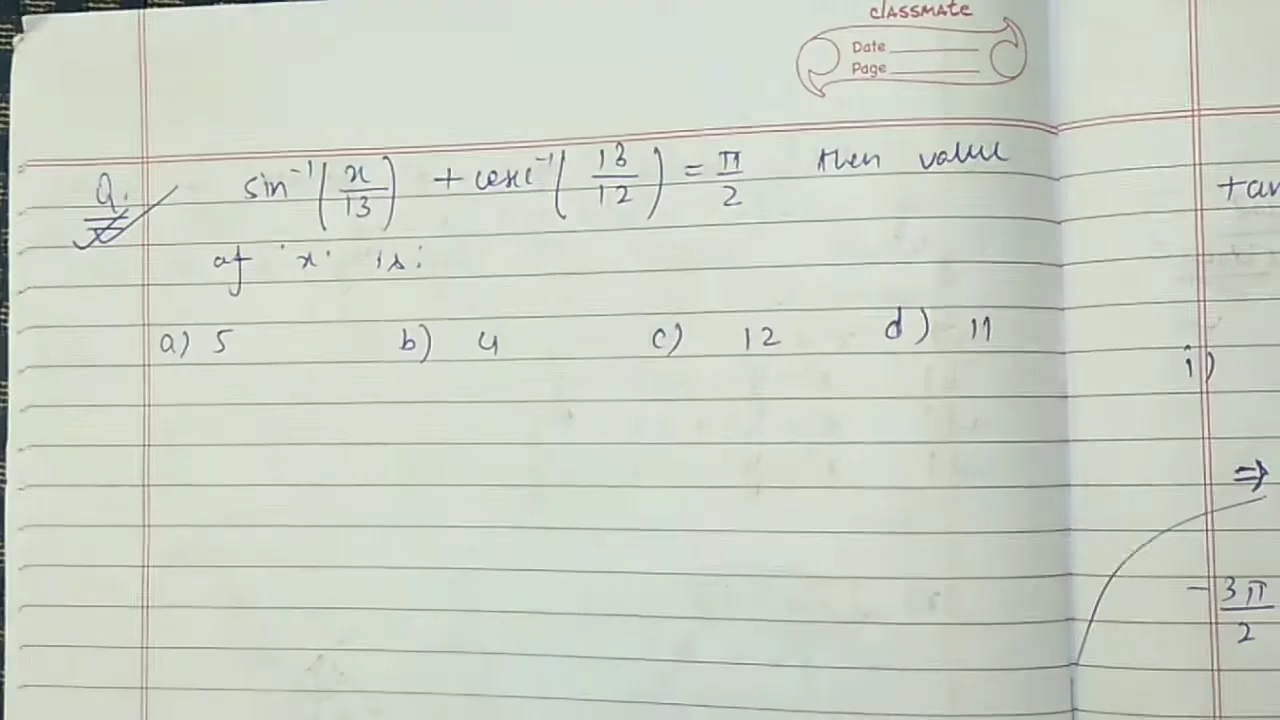 classmate
Date
Page
Q. sin⁻¹(x/13) + cosec⁻¹(13/12) = π/2 then value
of 'x' is:
a) 5 b) 4 c) 12 d) 11
tan
i)
⇒
-3π/2